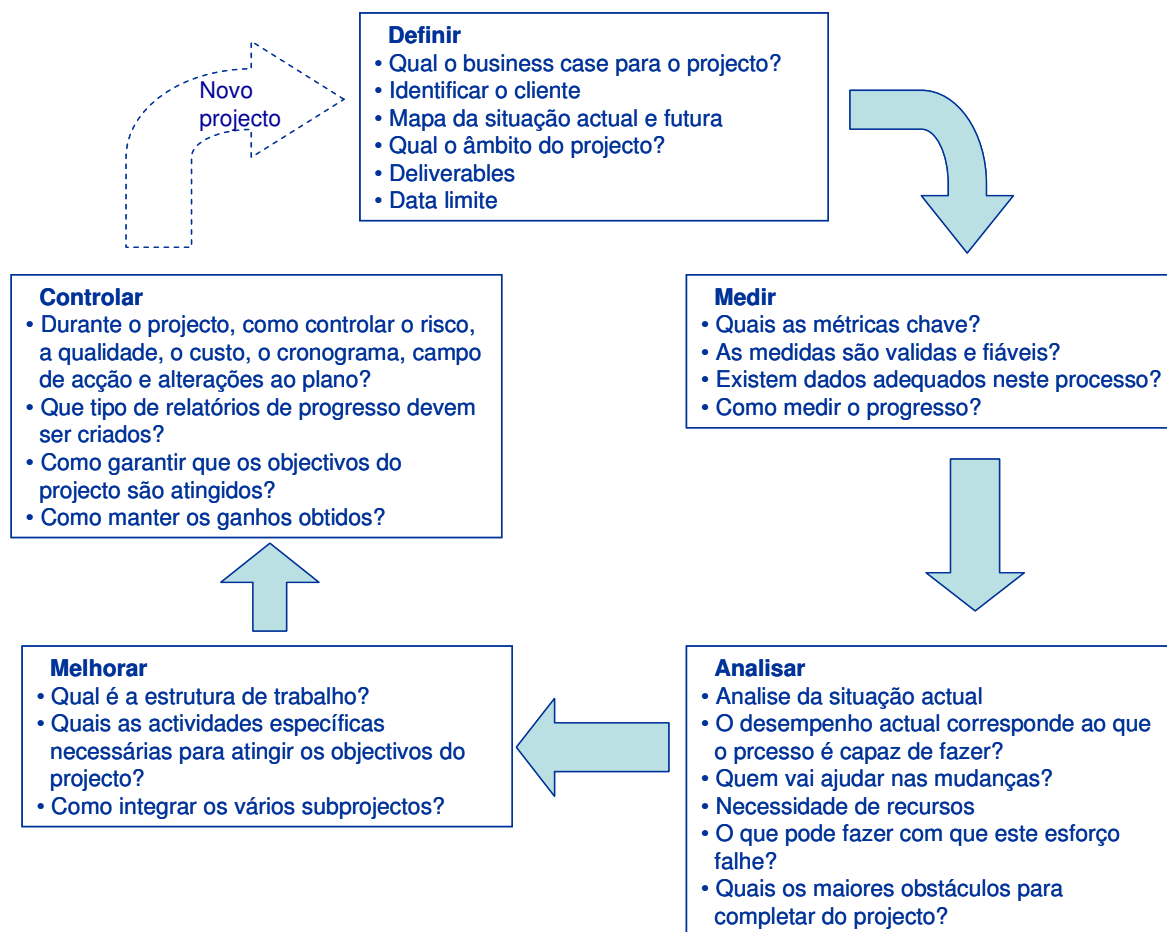 Definir
• Qual o business case para o projecto?
• Identificar o cliente
• Mapa da situação actual e futura
• Qual o âmbito do projecto?
• Deliverables
• Data limite
Novo
projecto
Medir
• Quais as métricas chave?
• As medidas são validas e fiáveis?
• Existem dados adequados neste processo?
• Como medir o progresso?
Analisar
• Analise da situação actual
• O desempenho actual corresponde ao que
o prcesso é capaz de fazer?
• Quem vai ajudar nas mudanças?
• Necessidade de recursos
• O que pode fazer com que este esforço
falhe?
• Quais os maiores obstáculos para
completar do projecto?
Melhorar
• Qual é a estrutura de trabalho?
• Quais as actividades específicas
necessárias para atingir os objectivos do
projecto?
• Como integrar os vários subprojectos?
Controlar
• Durante o projecto, como controlar o risco,
a qualidade, o custo, o cronograma, campo
de acção e alterações ao plano?
• Que tipo de relatórios de progresso devem
ser criados?
• Como garantir que os objectivos do
projecto são atingidos?
• Como manter os ganhos obtidos?